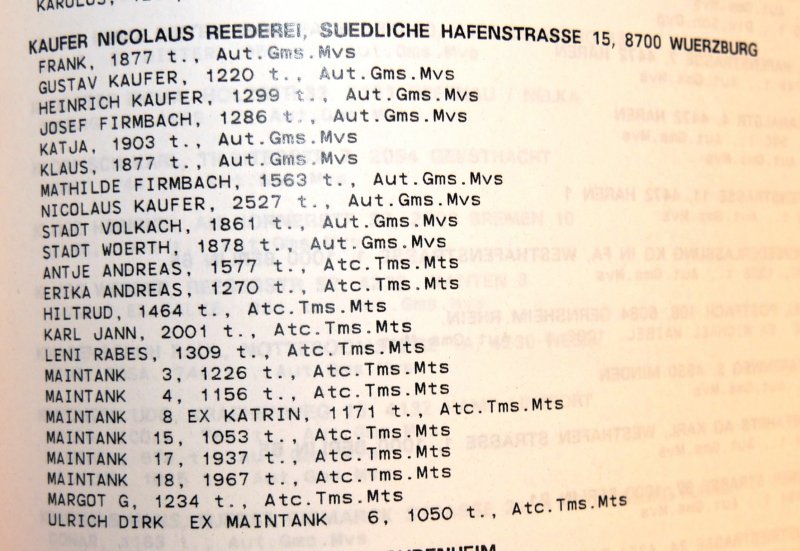 KAUFER NICOLAUS REEDEREI, SUEDLICHE HAFENSTRASSE 15, 8700 WUERZBURG
FRANK, 1877 t., Aut.Gms.Mvs
GUSTAV KAUFER, 1220 t., Aut.Gms.Mvs
HEINRICH KAUFER, 1299 t., Aut.Gms.Mvs
JOSEF FIRMBACH, 1286 t., Aut.Gms.Mvs
KATJA, 1903 t., Aut.Gms.Mvs
KLAUS, 1877 t., Aut.Gms.Mvs
MATHILDE FIRMBACH, 1563 t., Aut.Gms.Mvs
NICOLAUS KAUFER, 2527 t., Aut.Gms.Mvs
STADT VOLKACH, 1861 t., Aut.Gms.Mvs
STADT WOERTH, 1878 t., Aut.Gms.Mvs
ANTJE ANDREAS, 1577 t., Atc.Tms.Mts
ERIKA ANDREAS, 1270 t., Atc.Tms.Mts
HILTRUD, 1464 t., Atc.Tms.Mts
KARL JANN, 2001 t., Atc.Tms.Mts
LENI RABES, 1309 t., Atc.Tms.Mts
MAINTANK 3, 1226 t., Atc.Tms.Mts
MAINTANK 4, 1156 t., Atc.Tms.Mts
MAINTANK 8 EX KATRIN, 1171 t., Atc.Tms.Mts
MAINTANK 15, 1053 t., Atc.Tms.Mts
MAINTANK 17, 1937 t., Atc.Tms.Mts
MAINTANK 18, 1967 t., Atc.Tms.Mts
MARGOT G, 1234 t., Atc.Tms.Mts
ULRICH DIRK EX MAINTANK 6, 1050 t., Atc.Tms.Mts